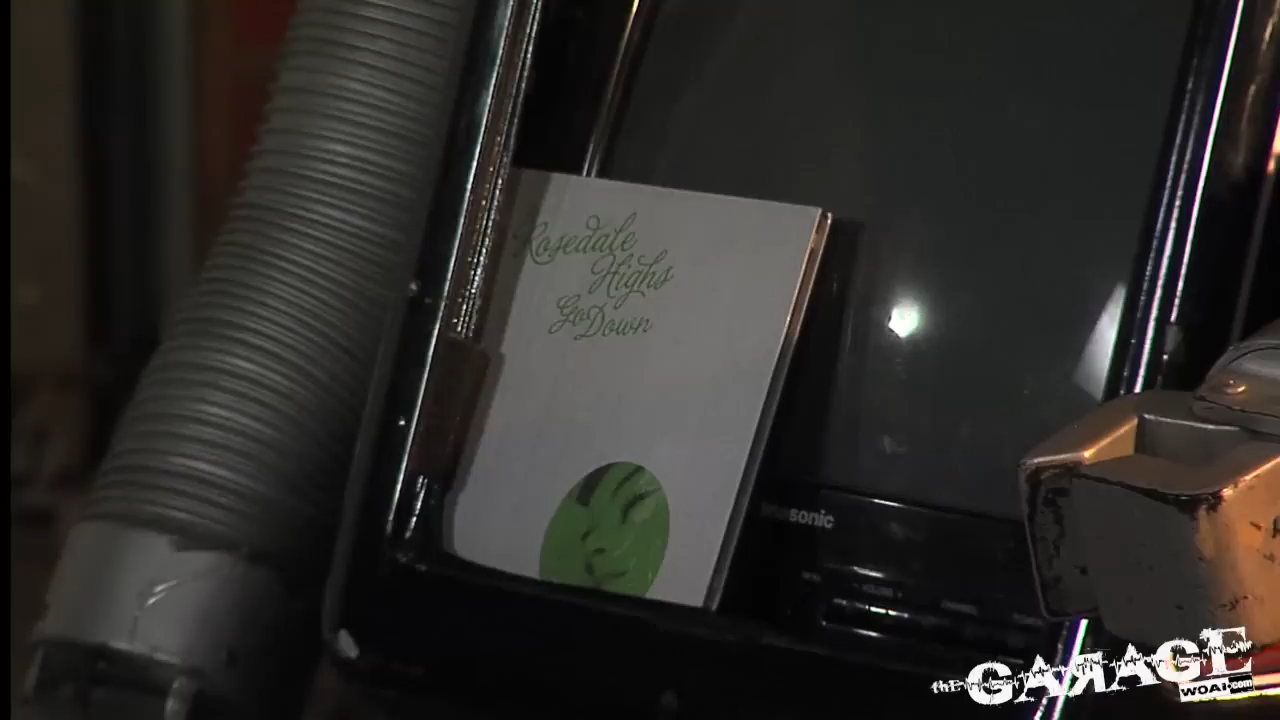 Rosedale
Highs
Go Down
sonic
thE GARAGE
WOAI.com